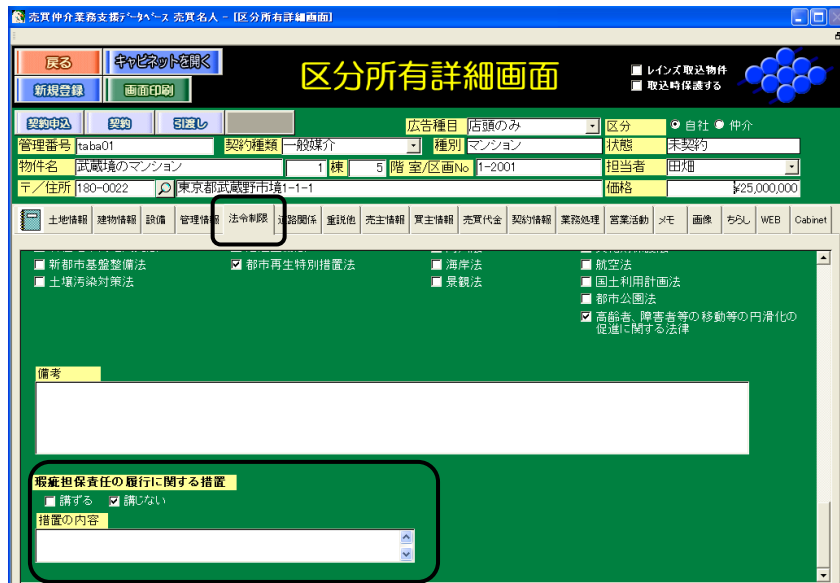 売買仲介業務支援データベース 売買名人 - [区分所有詳細画面]
戻る キャビネットを開く
新規登録 画面印刷
区分所有詳細画面
レインズ取込物件
取込時保護する
契約申込 契約 引渡し 広告種目 店頭のみ 区分 自社 仲介
管理番号 taba01 契約種類 一般媒介 種別 マンション 状態 未契約
物件名 武蔵境のマンション 1 棟 5 階 室/区画No 1-2001 担当者 田畑
〒/住所 180-0022 東京都武蔵野市境1-1-1 価格 ¥25,000,000
土地情報 建物情報 設備 管理情報 法令制限 道路関係 重説他 売主情報 買主情報 売買代金 契約情報 業務処理 営業活動 メモ 画像 ちらし WEB Cabinet
新都市基盤整備法 都市再生特別措置法 海岸法 航空法
土壌汚染対策法 景観法 国土利用計画法
都市公園法
高齢者、障害者等の移動等の円滑化の
促進に関する法律
備考
瑕疵担保責任の履行に関する措置
講ずる 講じない
措置の内容